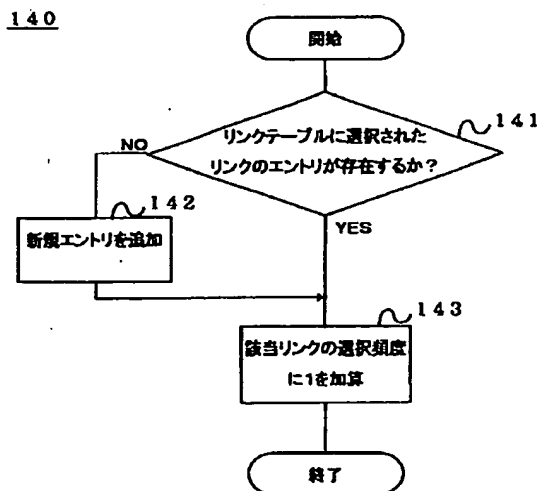 １４０
開始
リンクテーブルに選択された
リンクのエントリが存在するか？
１４１
NO
１４２
YES
新規エントリを追加
１４３
該当リンクの選択頻度
に1を加算
終了